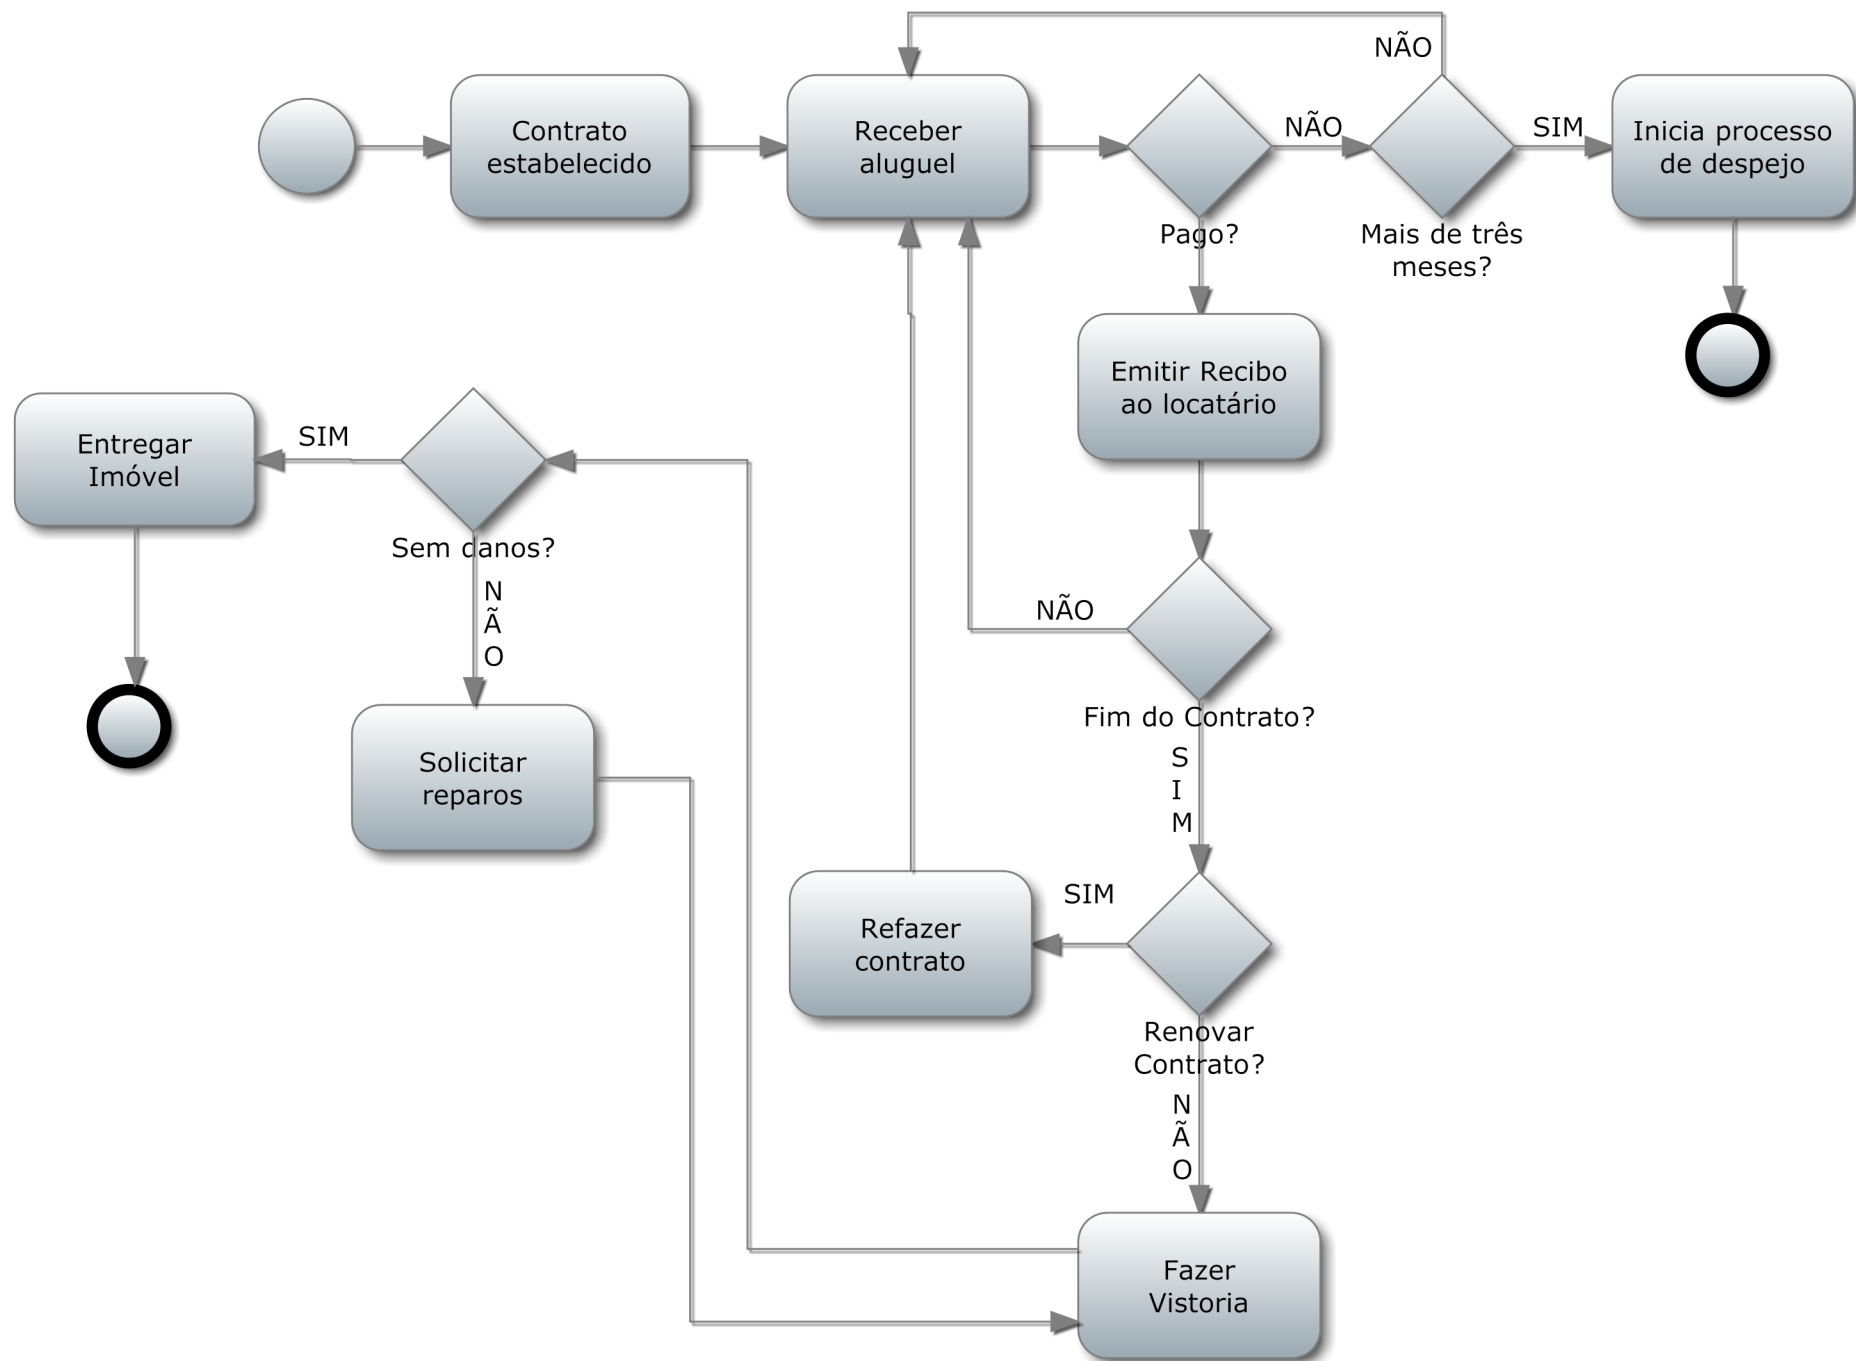 NÃO
Contrato
estabelecido
Receber
aluguel
NÃO
SIM
Inicia processo
de despejo
Pago?
Mais de três
meses?
Emitir Recibo
ao locatário
Entregar
Imóvel
SIM
Sem danos?
N
Ã
O
NÃO
Fim do Contrato?
S
I
M
Solicitar
reparos
SIM
Refazer
contrato
Renovar
Contrato?
N
Ã
O
Fazer
Vistoria